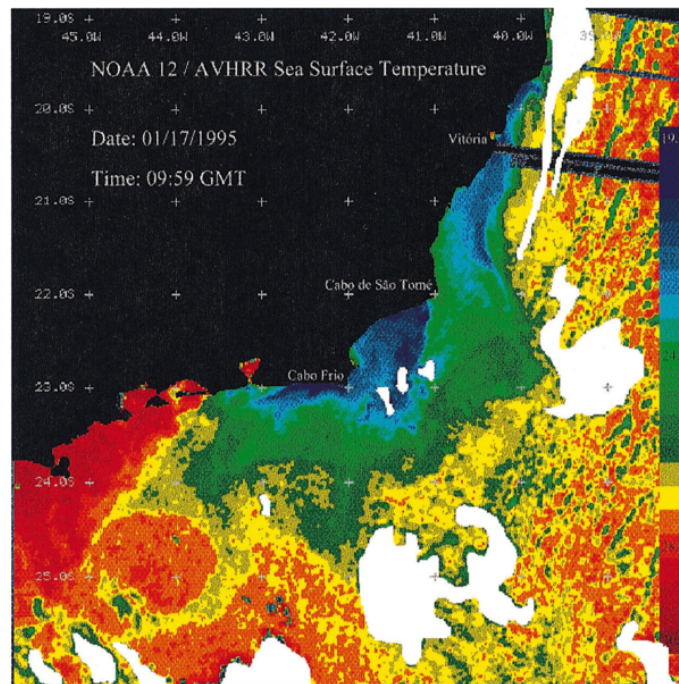 19.0S
45.0W 44.0W 43.0W 42.0W 41.0W 40.0W
NOAA 12 / AVHRR Sea Surface Temperature
20.0S
Date: 01/17/1995
Vitória
19.
Time: 09:59 GMT
21.0S
Cabo de São Tomé
22.0S
24
Cabo Frio
23.0S
24.0S
25.0S